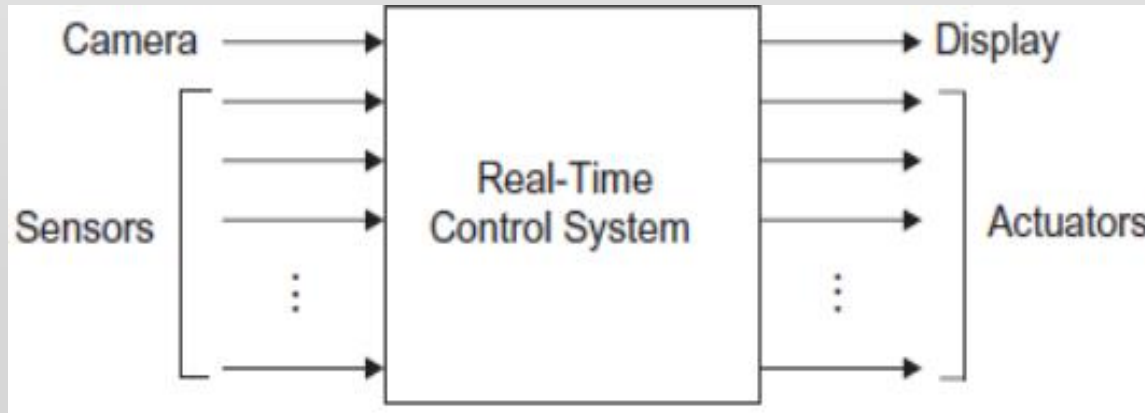 Camera
Display
Sensors
Real-Time
Control System
Actuators